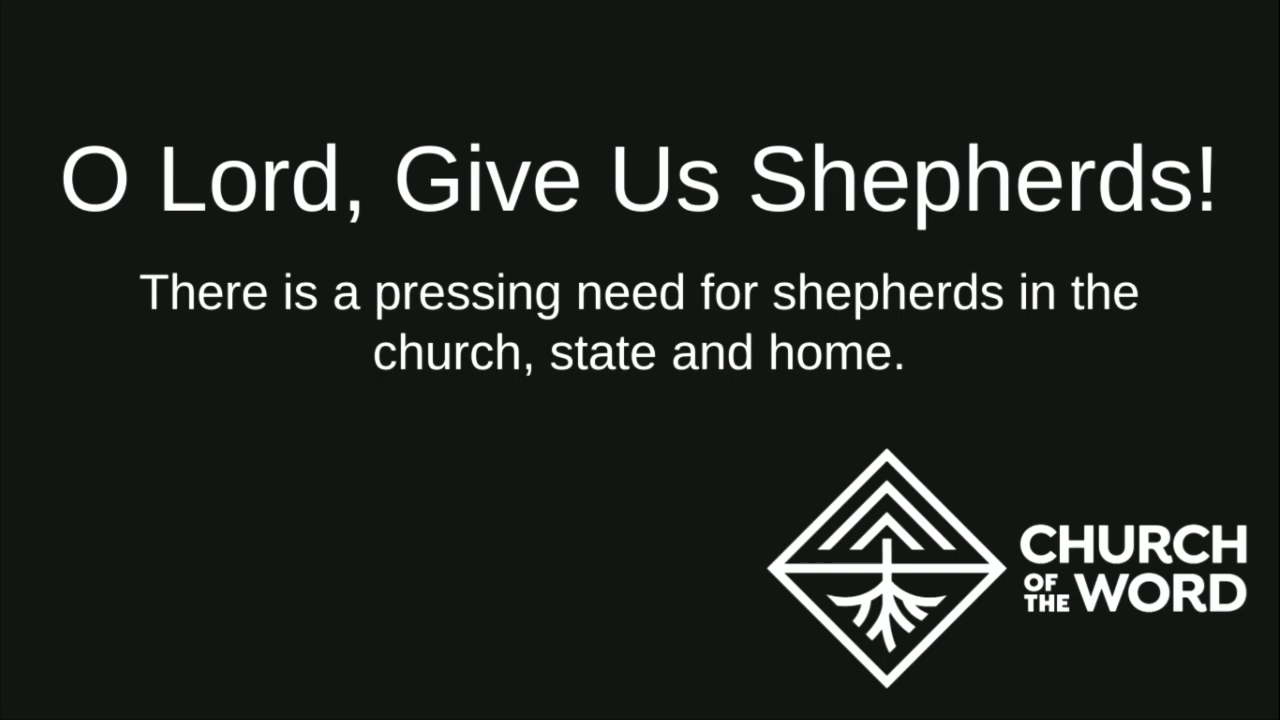 O Lord, Give Us Shepherds!
There is a pressing need for shepherds in the
church, state and home.
CHURCH
OF THE WORD